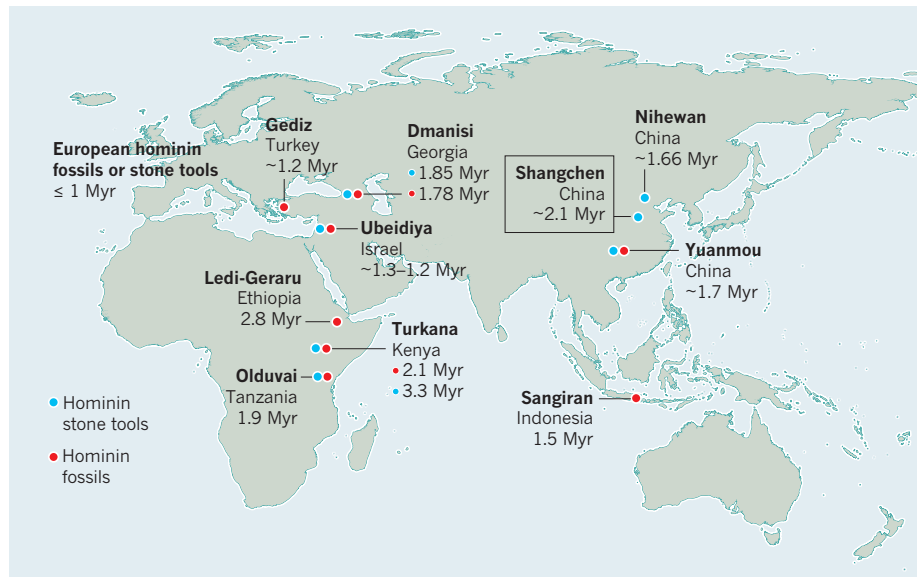 European hominin
fossils or stone tools
≤ 1 Myr
Gediz
Turkey
~1.2 Myr
Dmanisi
Georgia
1.85 Myr
1.78 Myr
Nihewan
China
~1.66 Myr
Shangchen
China
~2.1 Myr
Ubeidiya
Israel
~1.3–1.2 Myr
Yuanmou
China
~1.7 Myr
Ledi-Geraru
Ethiopia
2.8 Myr
Turkana
Kenya
2.1 Myr
3.3 Myr
Olduvai
Tanzania
1.9 Myr
Sangiran
Indonesia
1.5 Myr
Hominin
stone tools
Hominin
fossils